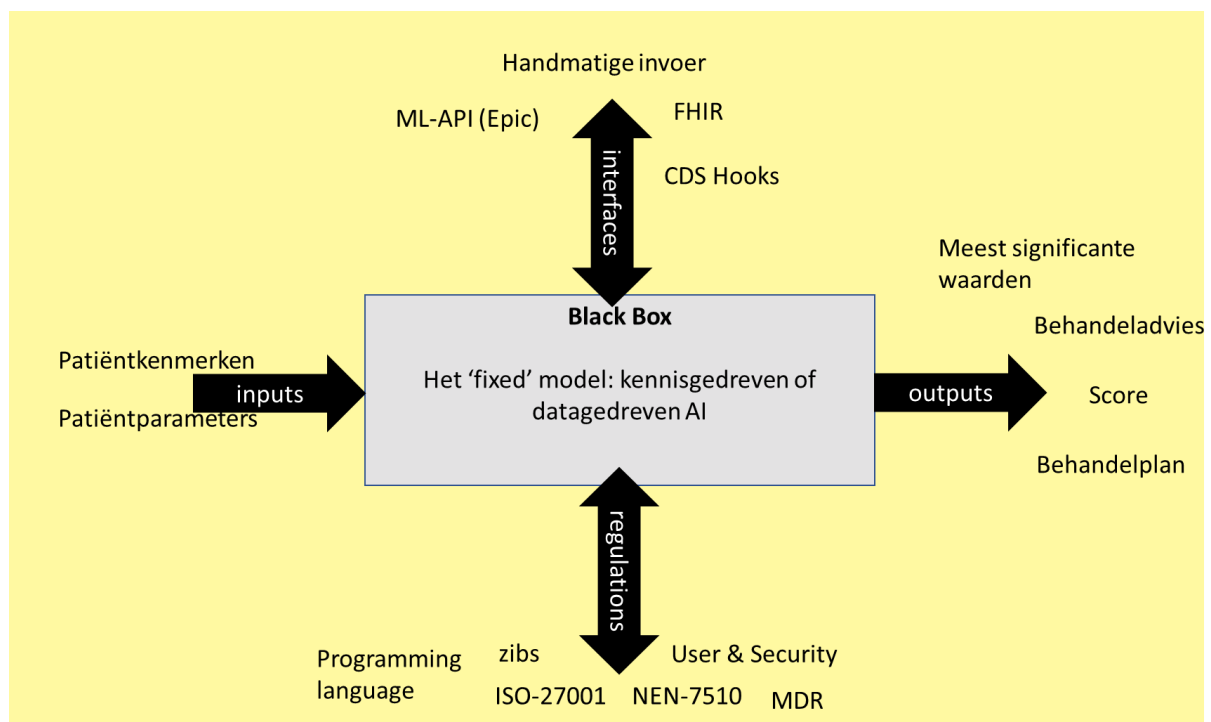 Handmatige invoer
ML-API (Epic)
FHIR
CDS Hooks
interfaces
Meest significante
waarden
Behandeladvies
Score
Behandelplan
Black Box
Het ‘fixed’ model: kennisgedreven of
datagedreven AI
Patiëntkenmerken
inputs
Patiëntparameters
outputs
regulations
Programming
language
zibs
User & Security
ISO-27001
NEN-7510
MDR